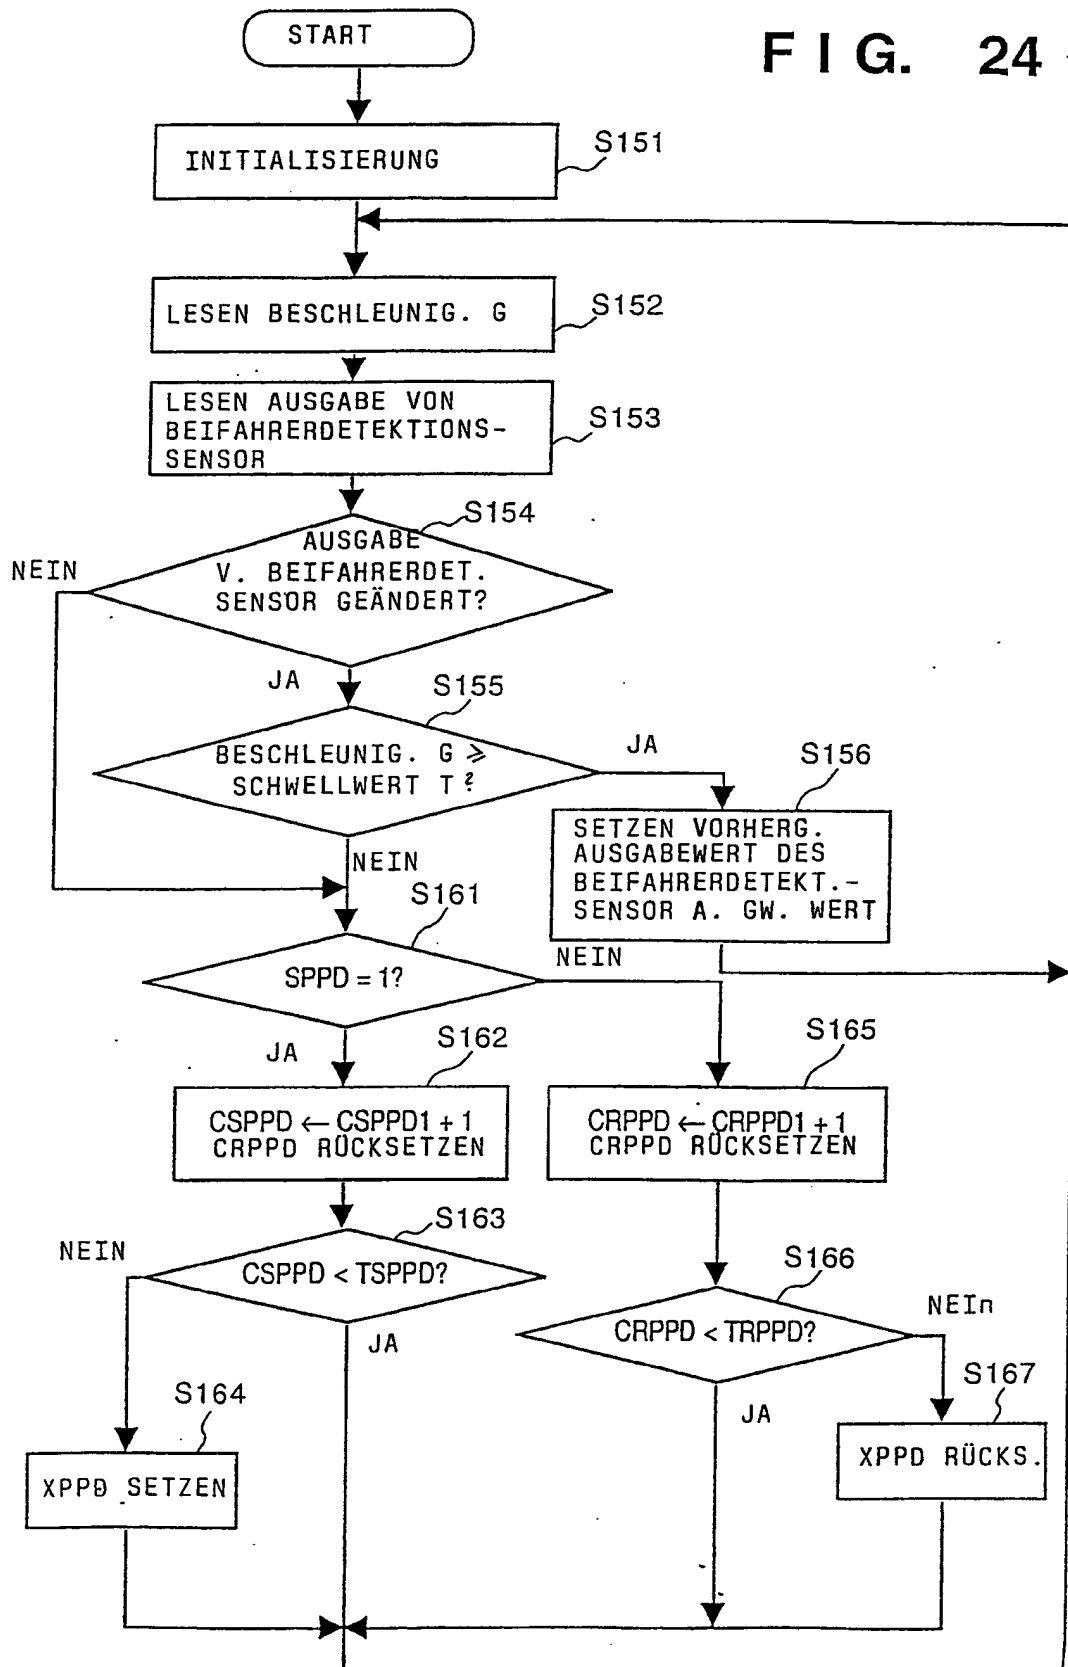 START
FIG. 24
INITIALISIERUNG
S151
LESEN BESCHLEUNIG. G
S152
LESEN AUSGABE VON
BEIFAHRERDETEKTIONS-
SENSOR
S153
S154
AUSGABE
V. BEIFAHRERDET.
SENSOR GEÄNDERT?
NEIN
JA
S155
BESCHLEUNIG. G ⩾
SCHWELLWERT T?
JA
NEIN
S156
SETZEN VORHERG.
AUSGABEWERT DES
BEIFAHRERDETEKT.-
SENSOR A. GW. WERT
S161
SPPD = 1?
NEIN
JA
S162
CSPPD ← CSPPD1 + 1
CRPPD RÜCKSETZEN
S165
CRPPD ← CRPPD1 + 1
CRPPD RÜCKSETZEN
S163
NEIN
CSPPD < TSPPD?
JA
S166
CRPPD < TRPPD?
NEIn
JA
S164
XPPD SETZEN
S167
XPPD RÜCKS.